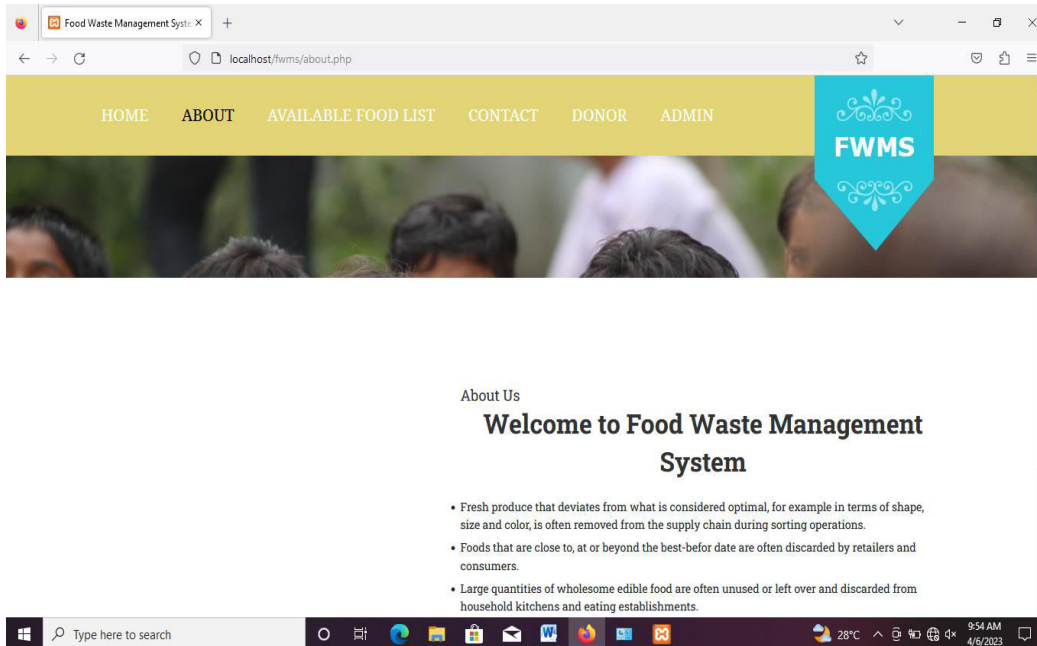 Food Waste Management Syste
localhost/fwms/about.php
HOME ABOUT AVAILABLE FOOD LIST CONTACT DONOR ADMIN
FWMS
About Us
Welcome to Food Waste Management
System
• Fresh produce that deviates from what is considered optimal, for example in terms of shape,
size and color, is often removed from the supply chain during sorting operations.
• Foods that are close to, at or beyond the best-befor date are often discarded by retailers and
consumers.
• Large quantities of wholesome edible food are often unused or left over and discarded from
household kitchens and eating establishments.
Type here to search
28°C
9:54 AM
4/6/2023